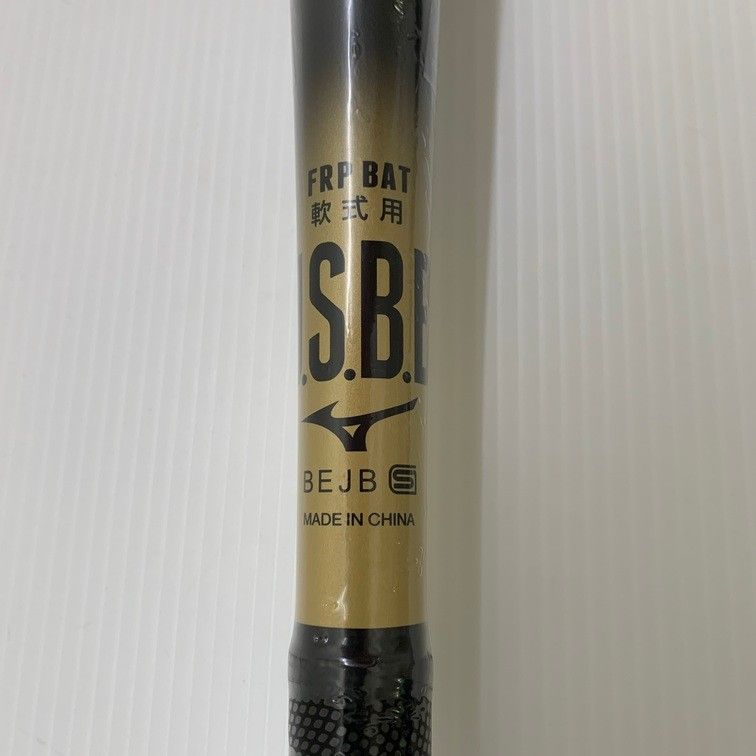 FRP BAT
軟式用
.S.B.E
BEJB S
MADE IN CHINA